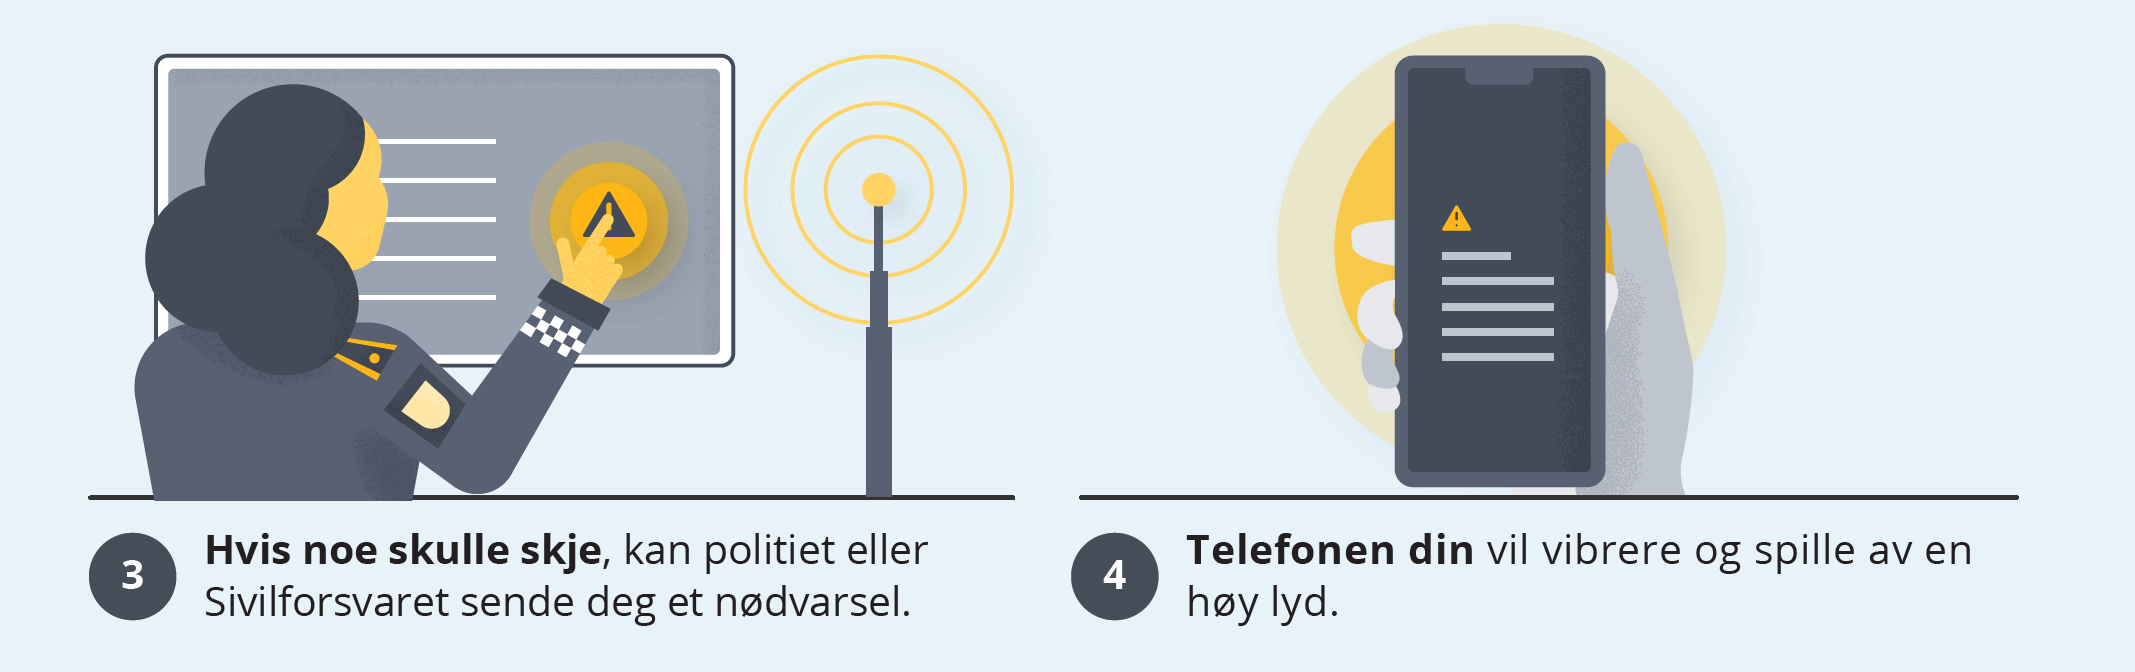 3
Hvis noe skulle skje, kan politiet eller
Sivilforsvaret sende deg et nødvarsel.
4
Telefonen din vil vibrere og spille av en
høy lyd.